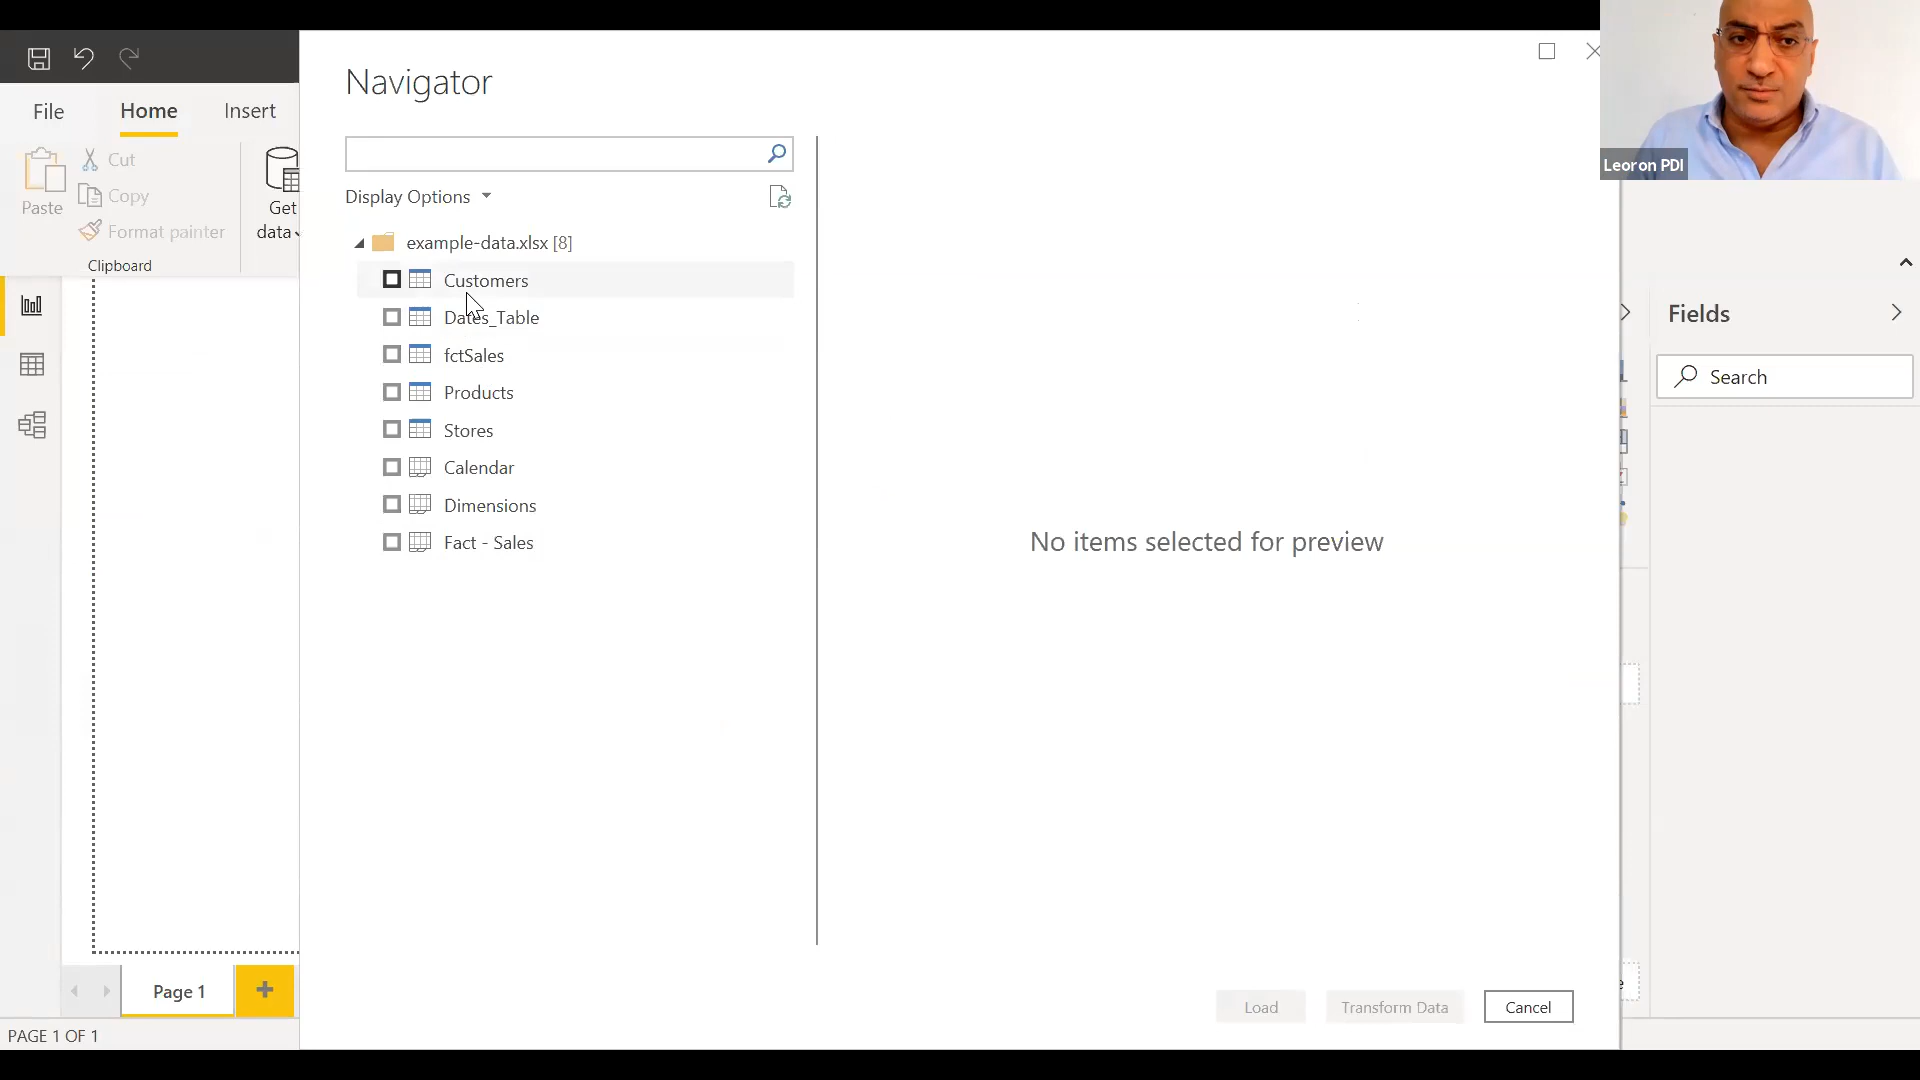 Navigator
File
Home
Insert
Paste
Cut
Copy
Format painter
Clipboard
Get
data
Display Options
example-data.xlsx [8]
Customers
Dates_Table
fctSales
Products
Stores
Calendar
Dimensions
Fact - Sales
No items selected for preview
Leoron PDI
Fields
Search
Load
Transform Data
Cancel
Page 1
PAGE 1 OF 1